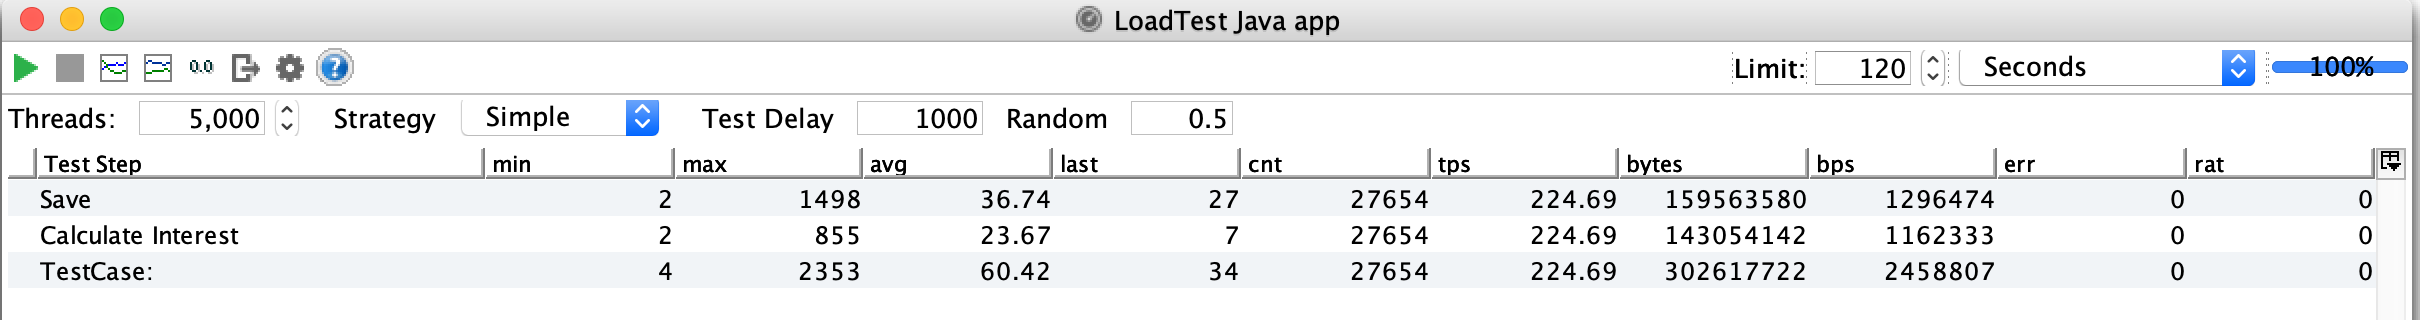 LoadTest Java app
0.0 ? Limit: 120 Seconds 100%
Threads: 5,000 Strategy Simple Test Delay 1000 Random 0.5
Test Step min max avg last cnt tps bytes bps err rat
Save 2 1498 36.74 27 27654 224.69 159563580 1296474 0 0
Calculate Interest 2 855 23.67 7 27654 224.69 143054142 1162333 0 0
TestCase: 4 2353 60.42 34 27654 224.69 302617722 2458807 0 0